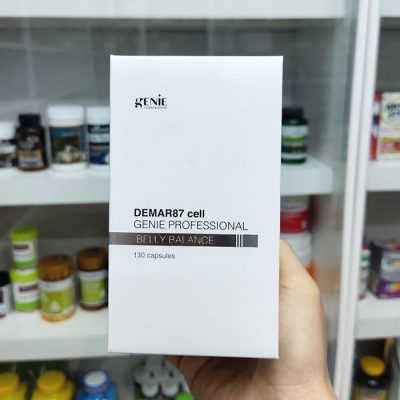 genie
DEMAR87 cell
GENIE PROFESSIONAL
BELLY BALANCE
130 capsules